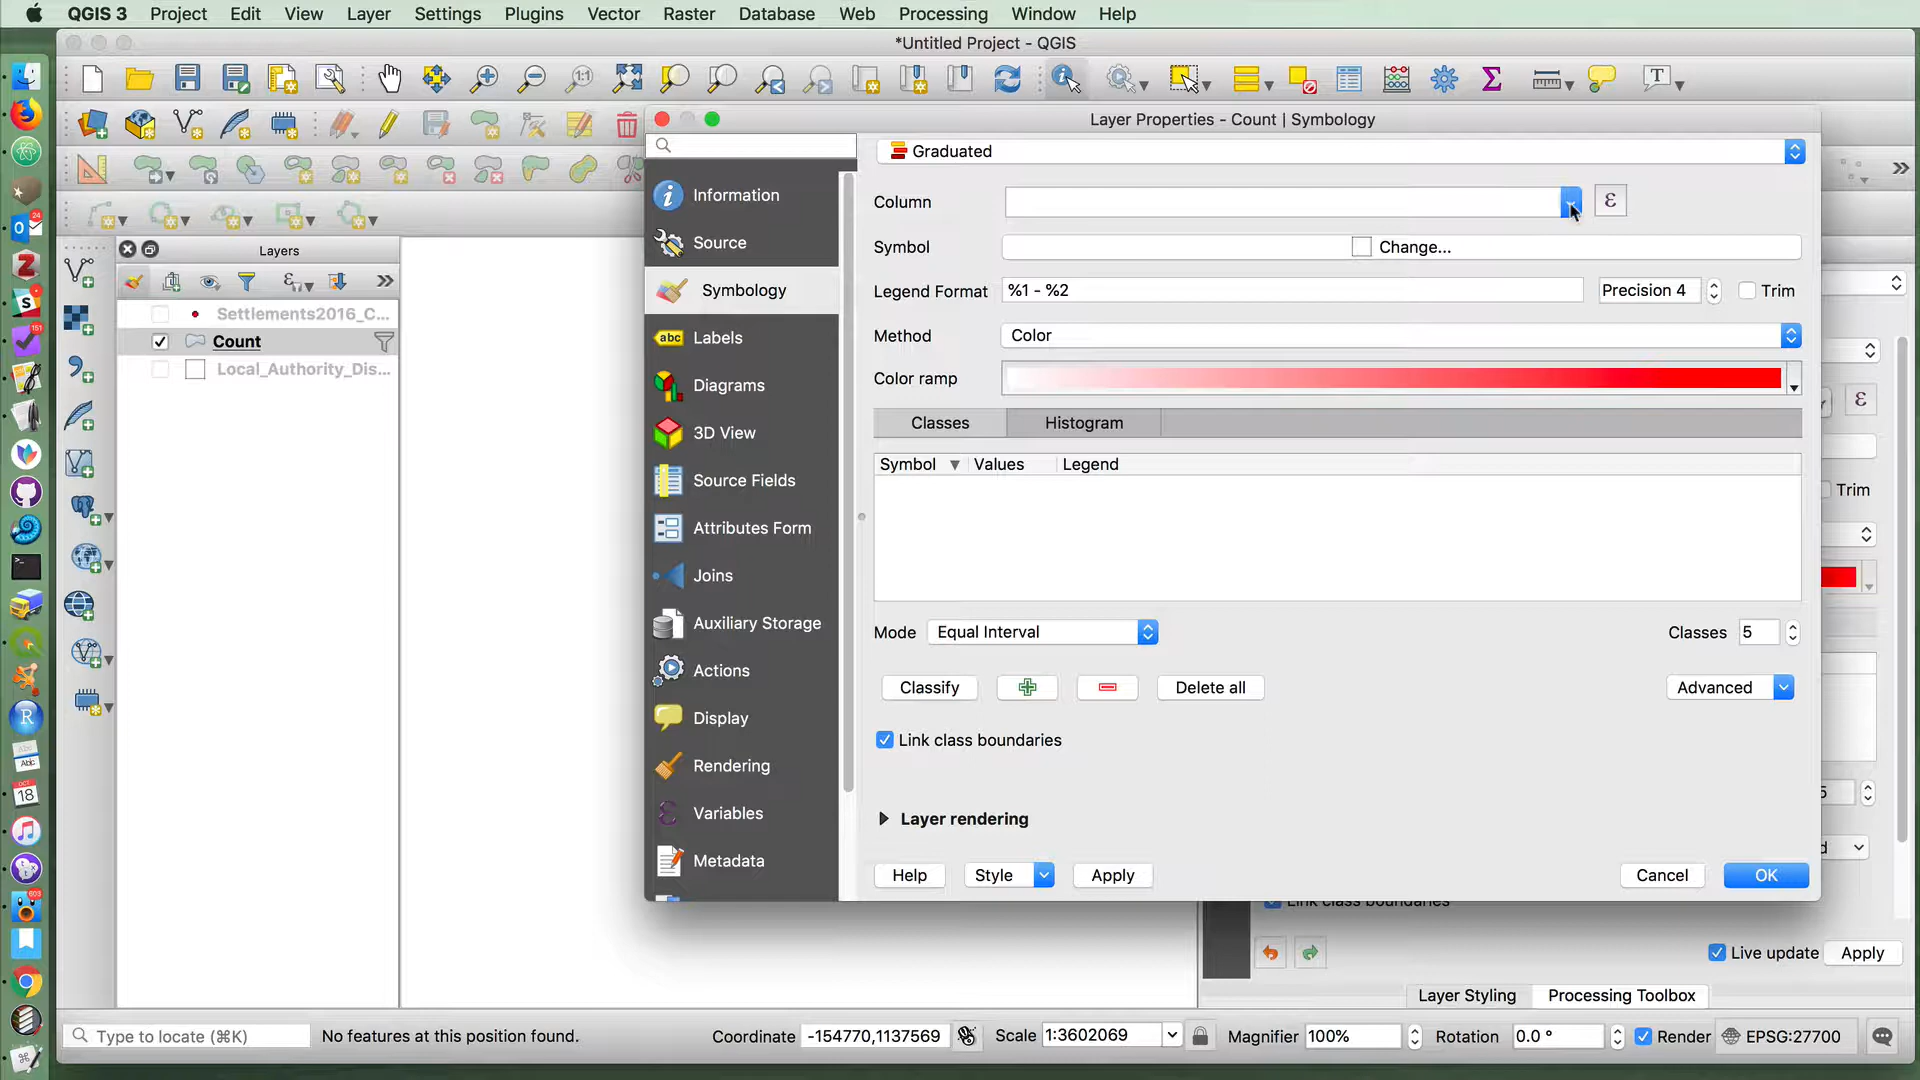 QGIS 3 Project Edit View Layer Settings Plugins Vector Raster Database Web Processing Window Help
*Untitled Project - QGIS
Layer Properties - Count | Symbology
Graduated
Information
Column
ε
Source
Symbol
Change...
Layers
Symbology
Legend Format
%1 - %2
Precision 4
Trim
Settlements2016_C...
Count
Local_Authority_Dis...
Labels
Method
Color
Diagrams
Color ramp
3D View
Classes
Histogram
Source Fields
Symbol
Values
Legend
Trim
Attributes Form
Joins
Auxiliary Storage
Mode
Equal Interval
Classes
5
Actions
Classify
Delete all
Advanced
Display
Link class boundaries
Rendering
Variables
Layer rendering
Metadata
Help
Style
Apply
Cancel
OK
Link class boundaries
Live update
Apply
Layer Styling
Processing Toolbox
Type to locate (⌘K)
No features at this position found.
Coordinate
-154770,1137569
Scale
1:3602069
Magnifier
100%
Rotation
0.0 °
Render
EPSG:27700